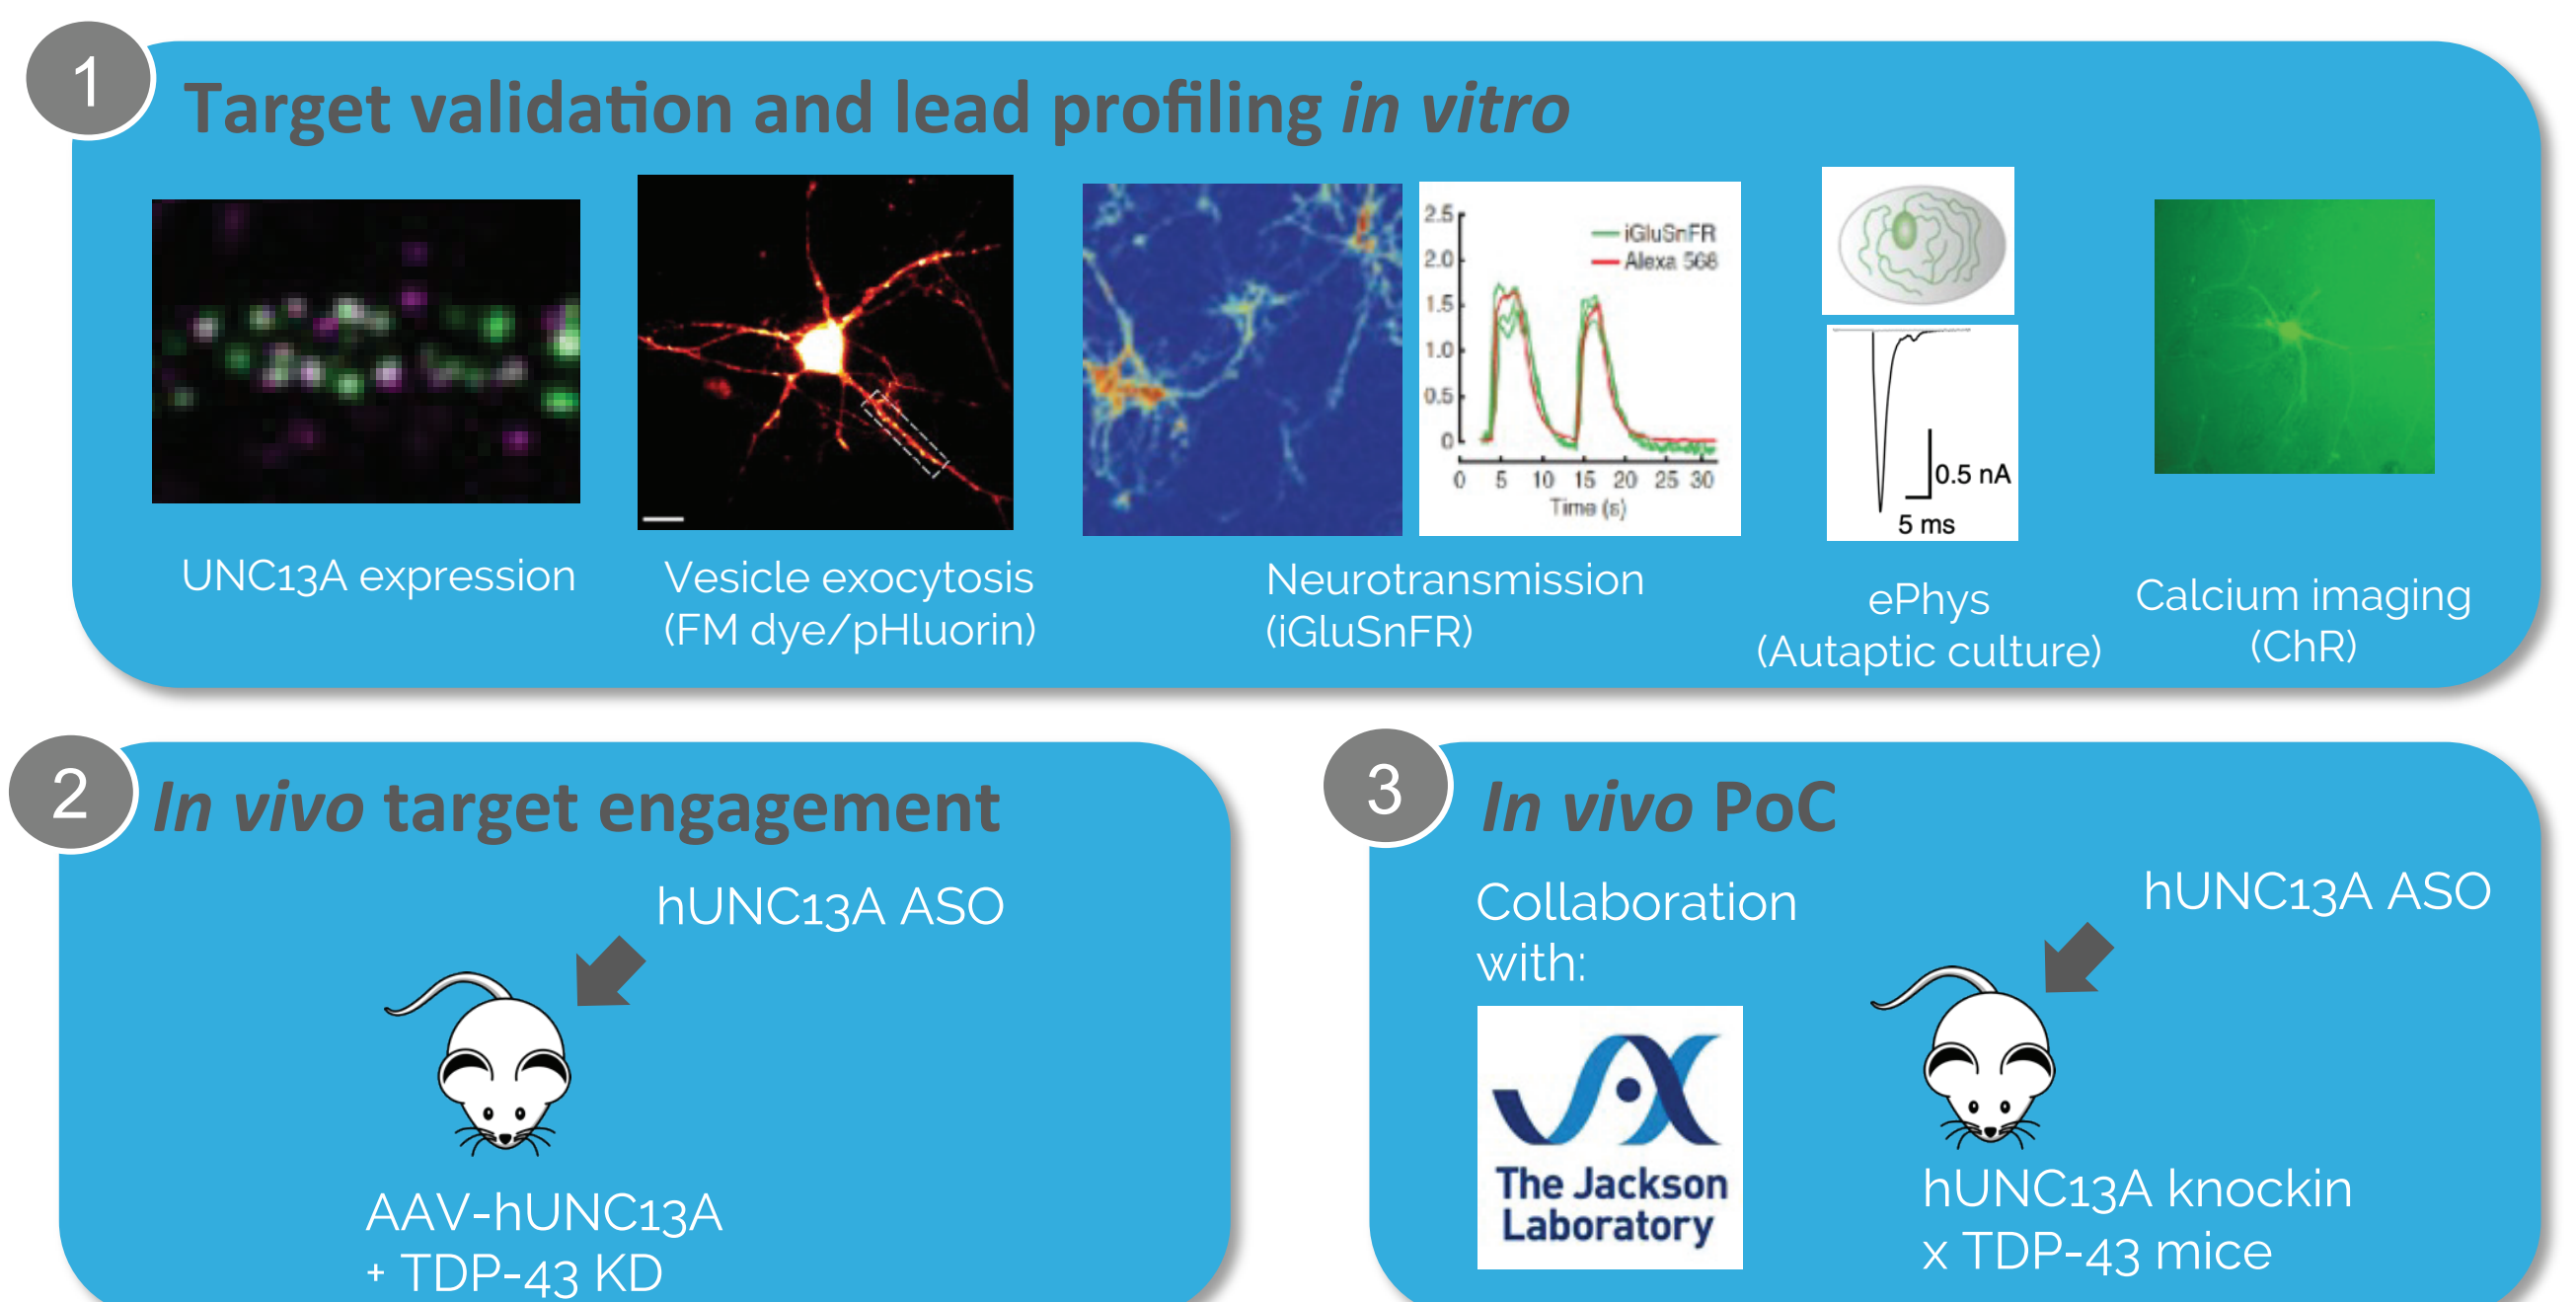 1
Target validation and lead profiling in vitro
2.5
2.0
1.5
1.0
0.5
0
iGluSnFR
Alexa 568
0 5 10 15 20 25 30
Time (s)
0.5 nA
5 ms
UNC13A expression
Vesicle exocytosis
(FM dye/pHluorin)
Neurotransmission
(iGluSnFR)
ePhys
(Autaptic culture)
Calcium imaging
(ChR)
2
In vivo target engagement
hUNC13A ASO
AAV-hUNC13A
+ TDP-43 KD
3
In vivo PoC
Collaboration
with:
The Jackson
Laboratory
hUNC13A ASO
hUNC13A knockin
x TDP-43 mice